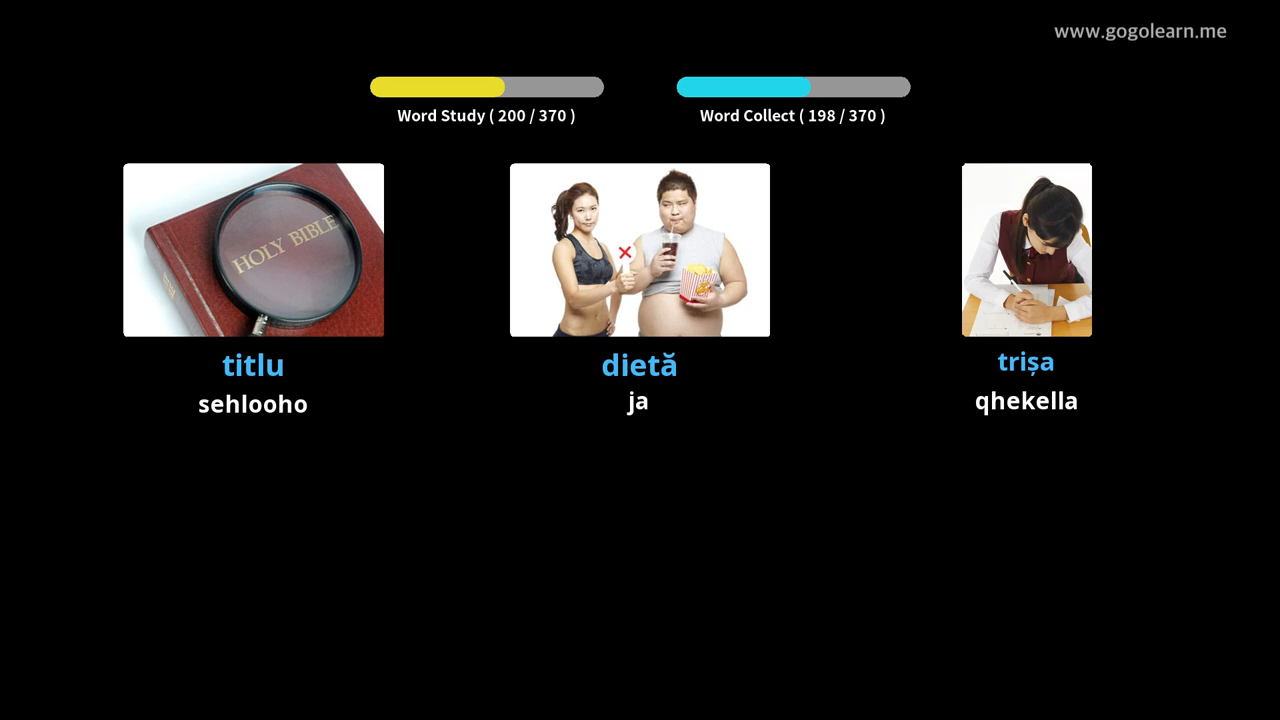 www.gogolearn.me
Word Study ( 200 / 370 )
Word Collect ( 198 / 370 )
HOLY BIBLE
titlu
dietă
trișa
sehlooho
ja
qhekella